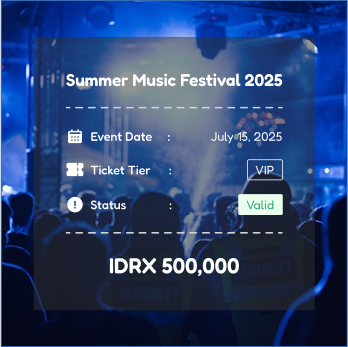 Summer Music Festival 2025
Event Date : July 15, 2025
Ticket Tier : VIP
Status : Valid
IDRX 500,000